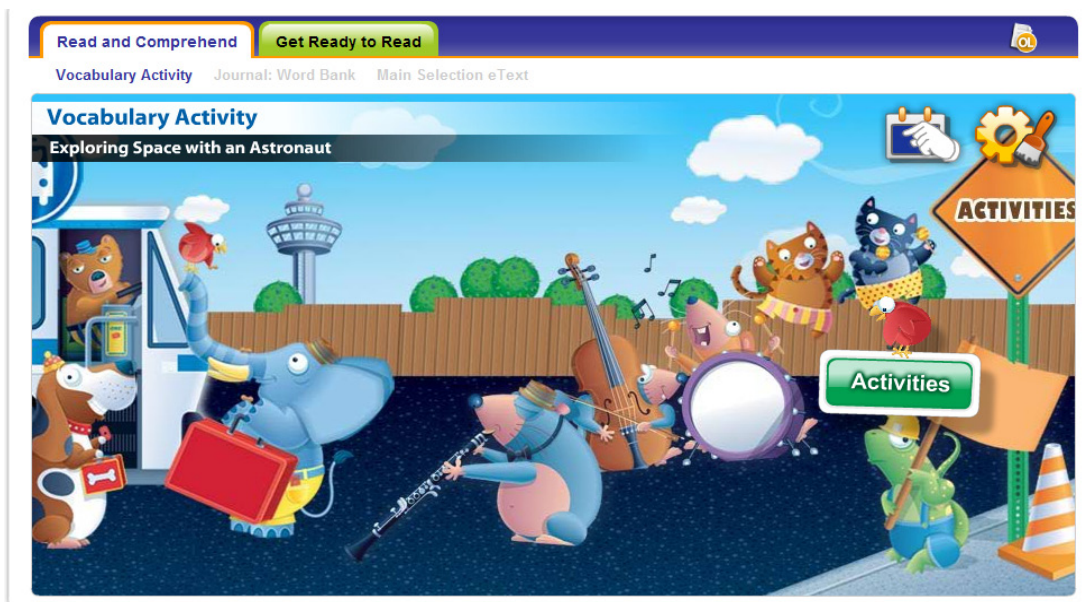 Read and Comprehend Get Ready to Read
OL
Vocabulary Activity Journal: Word Bank Main Selection eText
Vocabulary Activity
Exploring Space with an Astronaut
ACTIVITIES
Activities